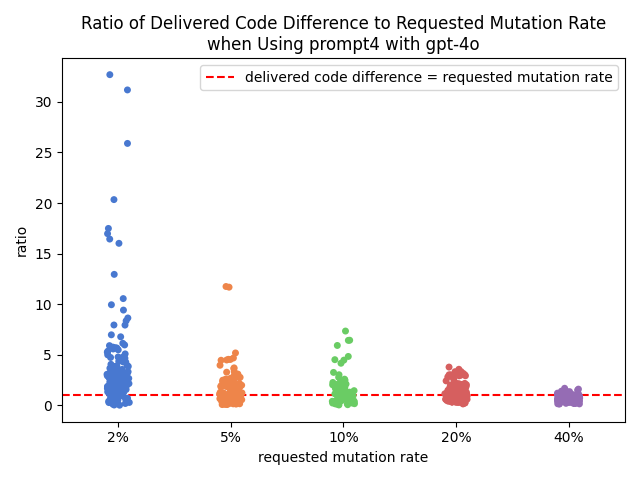 Ratio of Delivered Code Difference to Requested Mutation Rate
when Using prompt4 with gpt-4o
delivered code difference = requested mutation rate
ratio
30
25
20
15
10
5
0
2%
5%
10%
20%
40%
requested mutation rate